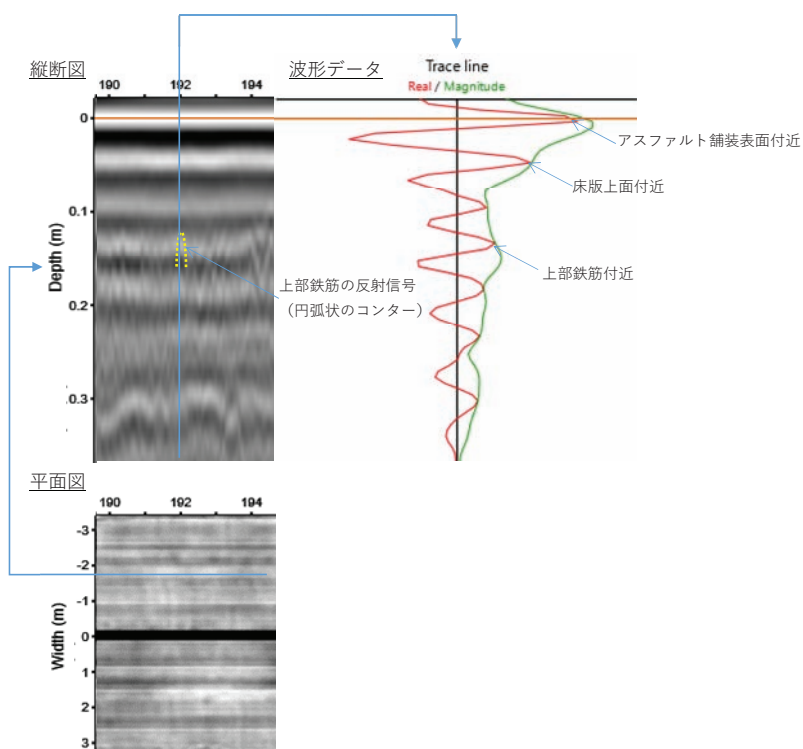 縦断図
190 192 194
0
0.1
0.2
0.3
Depth (m)
波形データ
Trace line
Real / Magnitude
アスファルト舗装表面付近
床版上面付近
上部鉄筋付近
上部鉄筋の反射信号
（円弧状のコンター）
平面図
190 192 194
-3
-2
-1
0
1
2
3
Width (m)